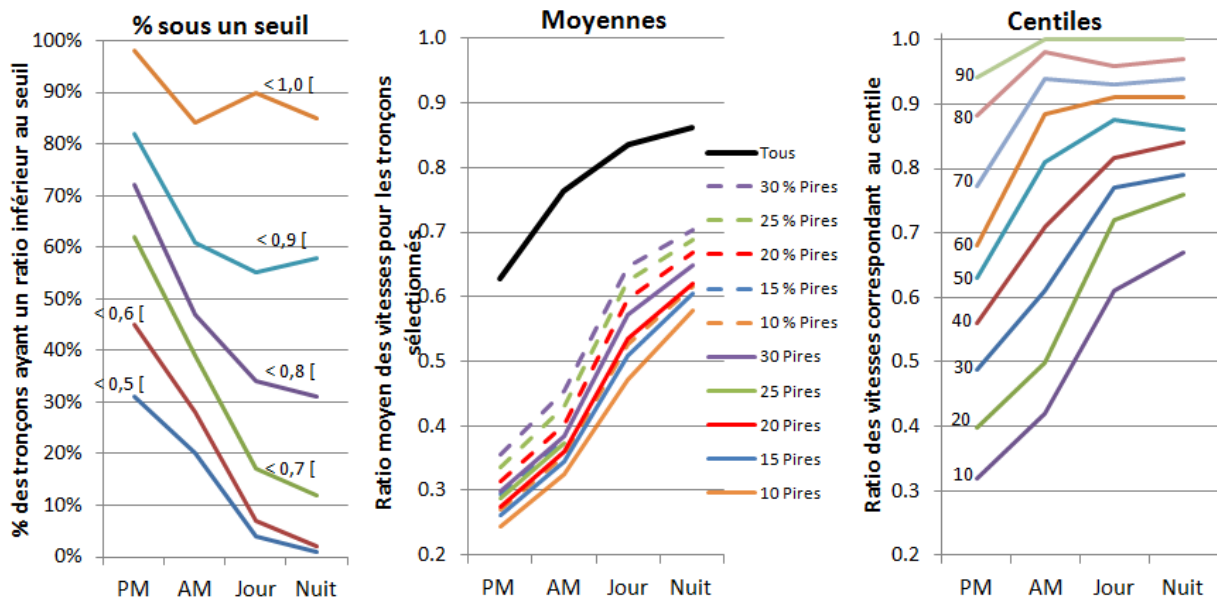 % sous un seuil
% des tronçons ayant un ratio inférieur au seuil
100%
90%
80%
70%
60%
50%
40%
30%
20%
10%
0%
< 1,0 [
< 0,9 [
< 0,6 [
< 0,8 [
< 0,5 [
< 0,7 [
PM AM Jour Nuit
Moyennes
Ratio moyen des vitesses pour les tronçons
sélectionnés
1.0
0.9
0.8
0.7
0.6
0.5
0.4
0.3
0.2
PM AM Jour Nuit
Tous
30 % Pires
25 % Pires
20 % Pires
15 % Pires
10 % Pires
30 Pires
25 Pires
20 Pires
15 Pires
10 Pires
Centiles
Ratio des vitesses correspondant au centile
1.0
0.9
0.8
0.7
0.6
0.5
0.4
0.3
0.2
90
80
70
60
50
40
30
20
10
PM AM Jour Nuit